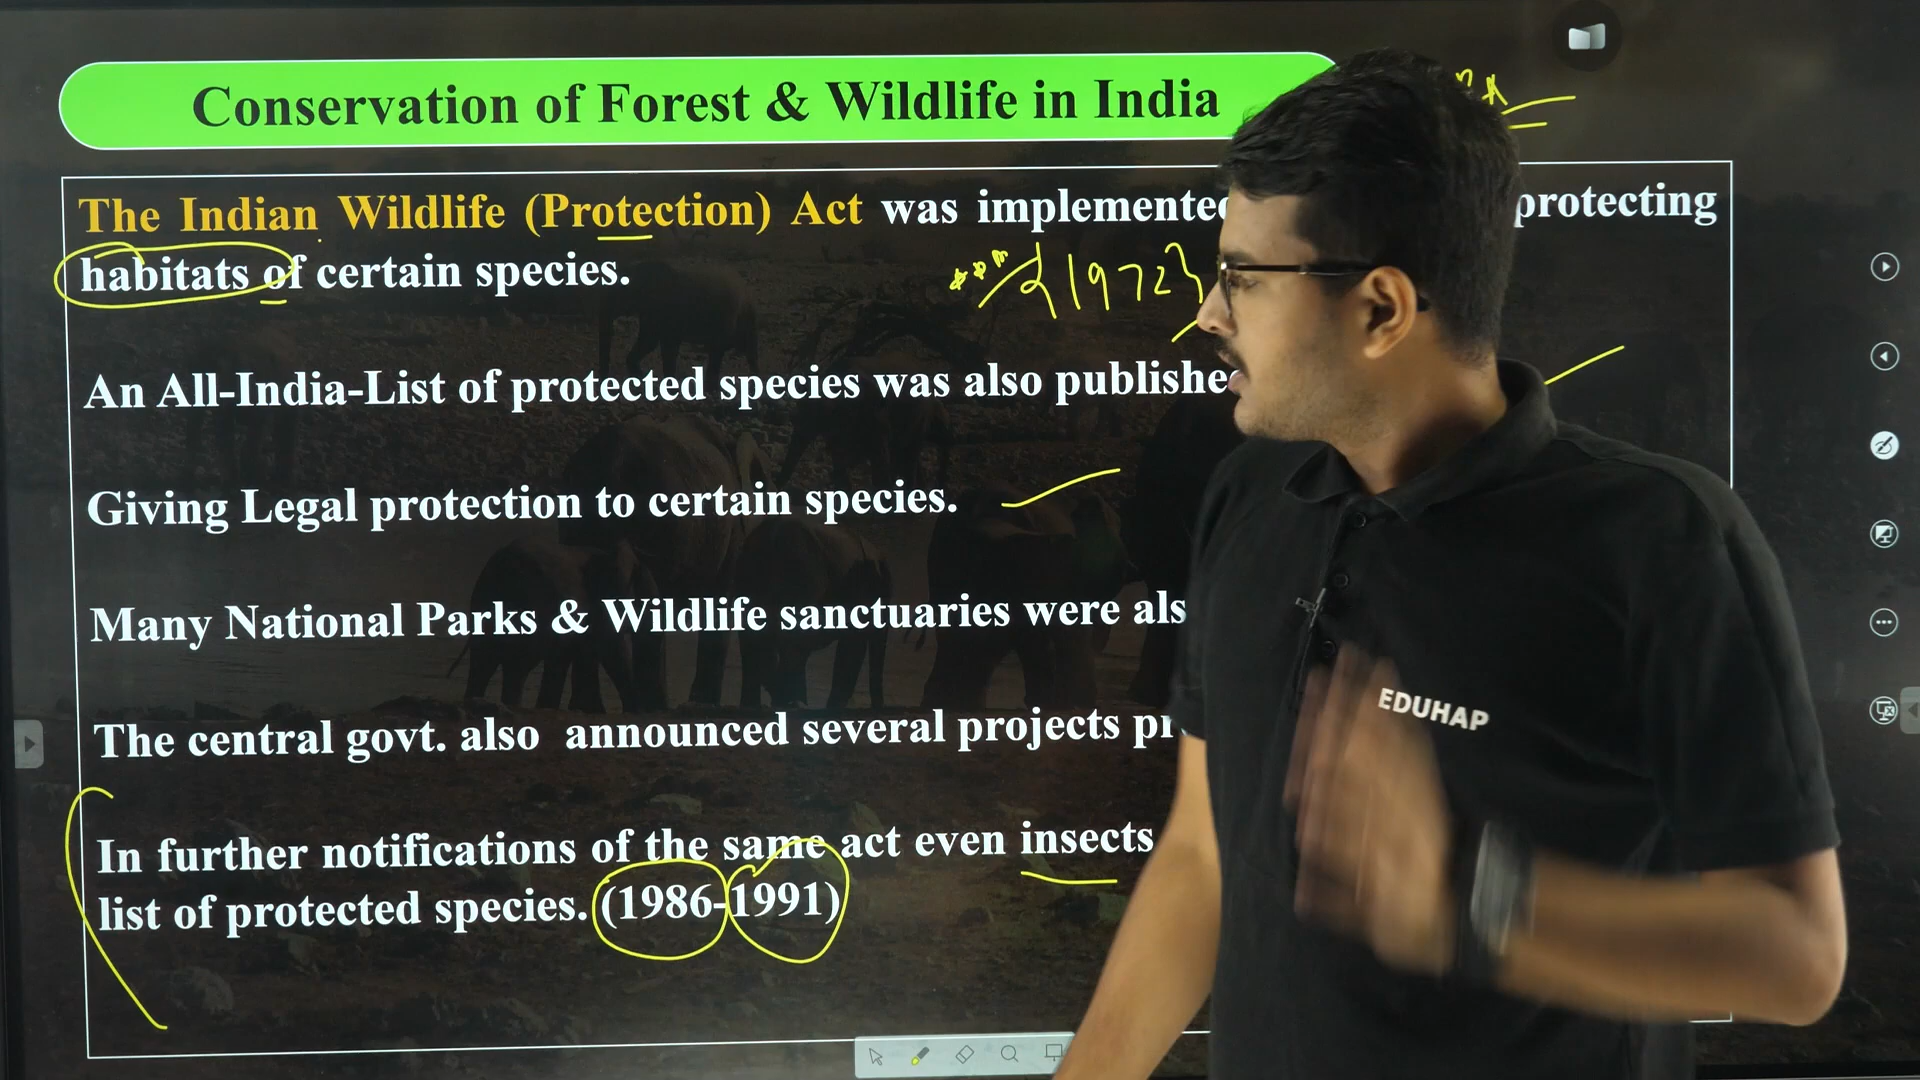 Conservation of Forest & Wildlife in India
The Indian Wildlife (Protection) Act was implemented protecting
habitats of certain species.
{1972}
An All-India-List of protected species was also published
Giving Legal protection to certain species.
Many National Parks & Wildlife sanctuaries were als
The central govt. also announced several projects pr
In further notifications of the same act even insects
list of protected species. (1986-1991)
EDUHAP